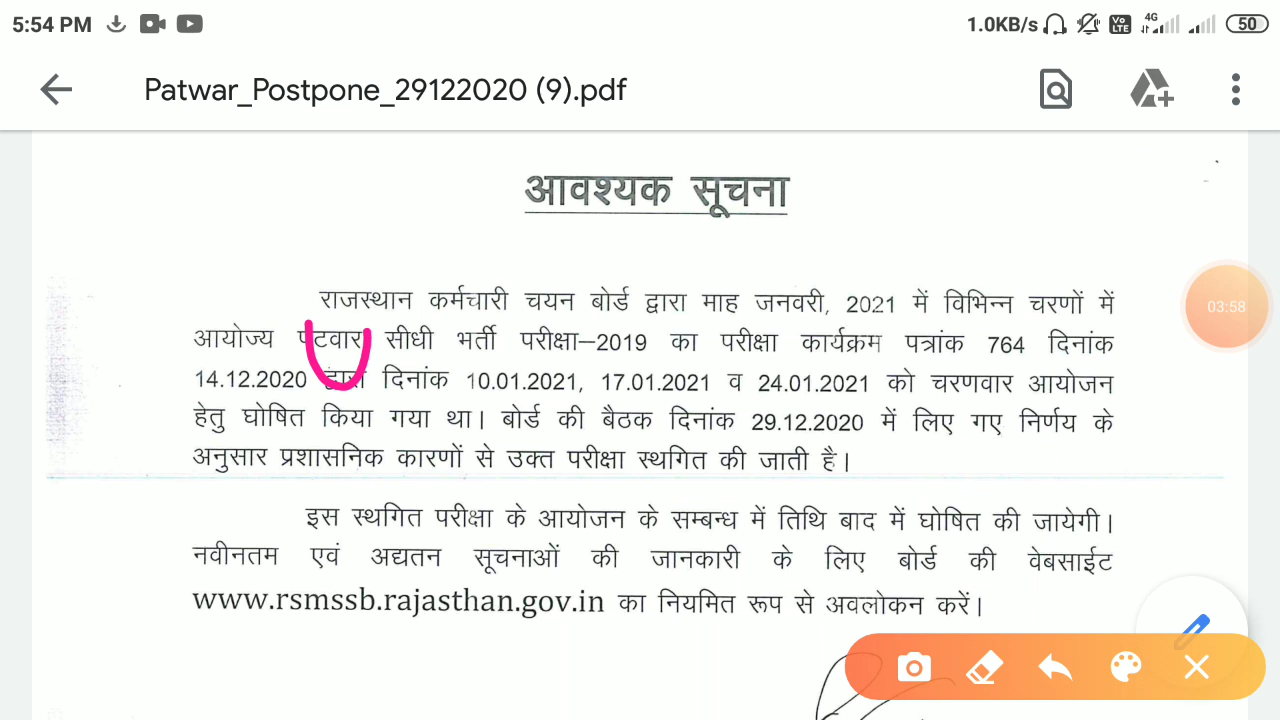 5:54 PM
1.0KB/s
Vo LTE
4G
50
Patwar_Postpone_29122020 (9).pdf
आवश्यक सूचना
राजस्थान कर्मचारी चयन बोर्ड द्वारा माह जनवरी, 2021 में विभिन्न चरणों में
आयोज्य पटवार सीधी भर्ती परीक्षा–2019 का परीक्षा कार्यक्रम पत्रांक 764 दिनांक
14.12.2020 द्वारा दिनांक 10.01.2021, 17.01.2021 व 24.01.2021 को चरणवार आयोजन
हेतु घोषित किया गया था। बोर्ड की बैठक दिनांक 29.12.2020 में लिए गए निर्णय के
अनुसार प्रशासनिक कारणों से उक्त परीक्षा स्थगित की जाती है।
इस स्थगित परीक्षा के आयोजन के सम्बन्ध में तिथि बाद में घोषित की जायेगी।
नवीनतम एवं अद्यतन सूचनाओं की जानकारी के लिए बोर्ड की वेबसाईट
www.rsmssb.rajasthan.gov.in का नियमित रूप से अवलोकन करें।
03:58